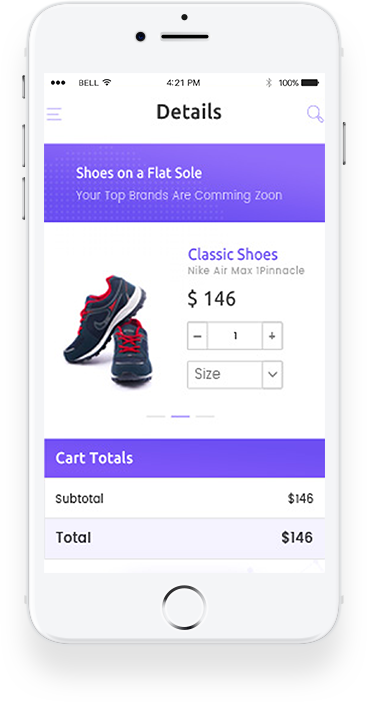 BELL 4:21 PM 100%
Details
Shoes on a Flat Sole
Your Top Brands Are Comming Zoon
Classic Shoes
Nike Air Max 1Pinnacle
$ 146
− 1 +
Size
Cart Totals
Subtotal $146
Total $146